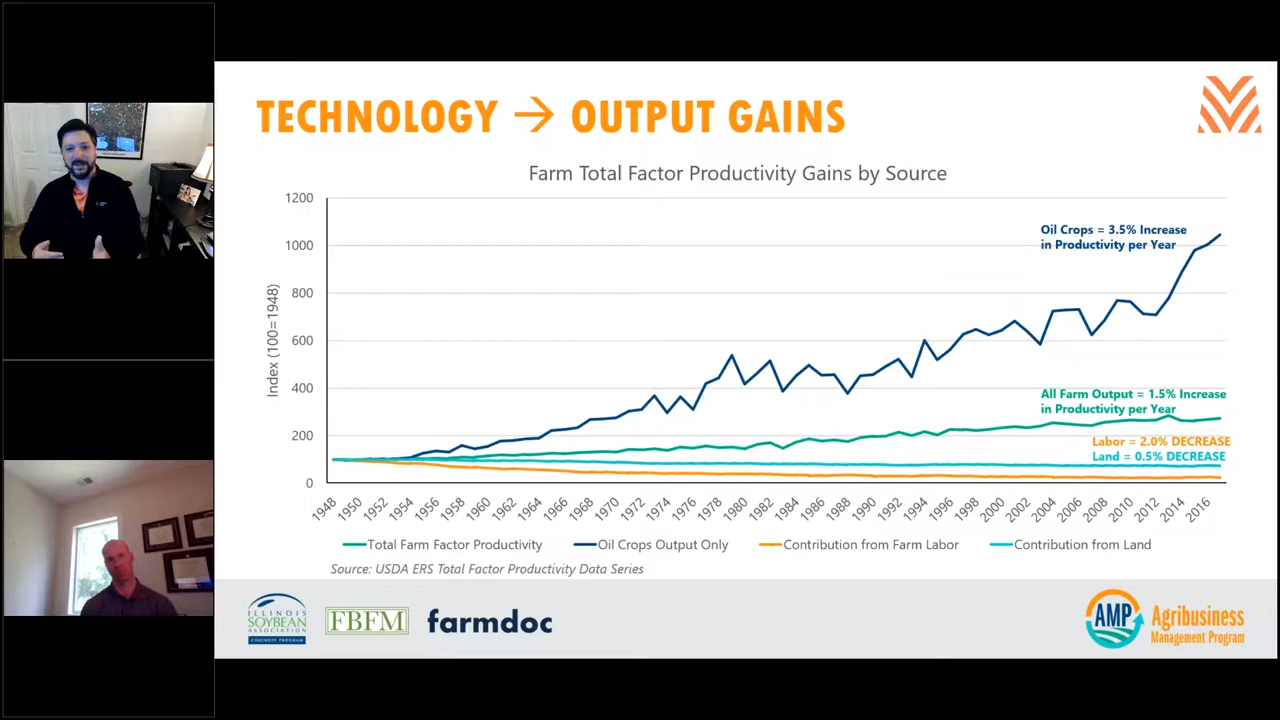 TECHNOLOGY → OUTPUT GAINS
Farm Total Factor Productivity Gains by Source
Index (100=1948)
1200
1000
800
600
400
200
0
Oil Crops = 3.5% Increase
in Productivity per Year
All Farm Output = 1.5% Increase
in Productivity per Year
Labor = 2.0% DECREASE
Land = 0.5% DECREASE
1948 1950 1952 1954 1956 1958 1960 1962 1964 1966 1968 1970 1972 1974 1976 1978 1980 1982 1984 1986 1988 1990 1992 1994 1996 1998 2000 2002 2004 2006 2008 2010 2012 2014 2016
Total Farm Factor Productivity Oil Crops Output Only Contribution from Farm Labor Contribution from Land
Source: USDA ERS Total Factor Productivity Data Series
ILLINOIS
SOYBEAN
ASSOCIATION
CHECKOFF PROGRAM
FBFM
farmdoc
AMP
Agribusiness
Management Program